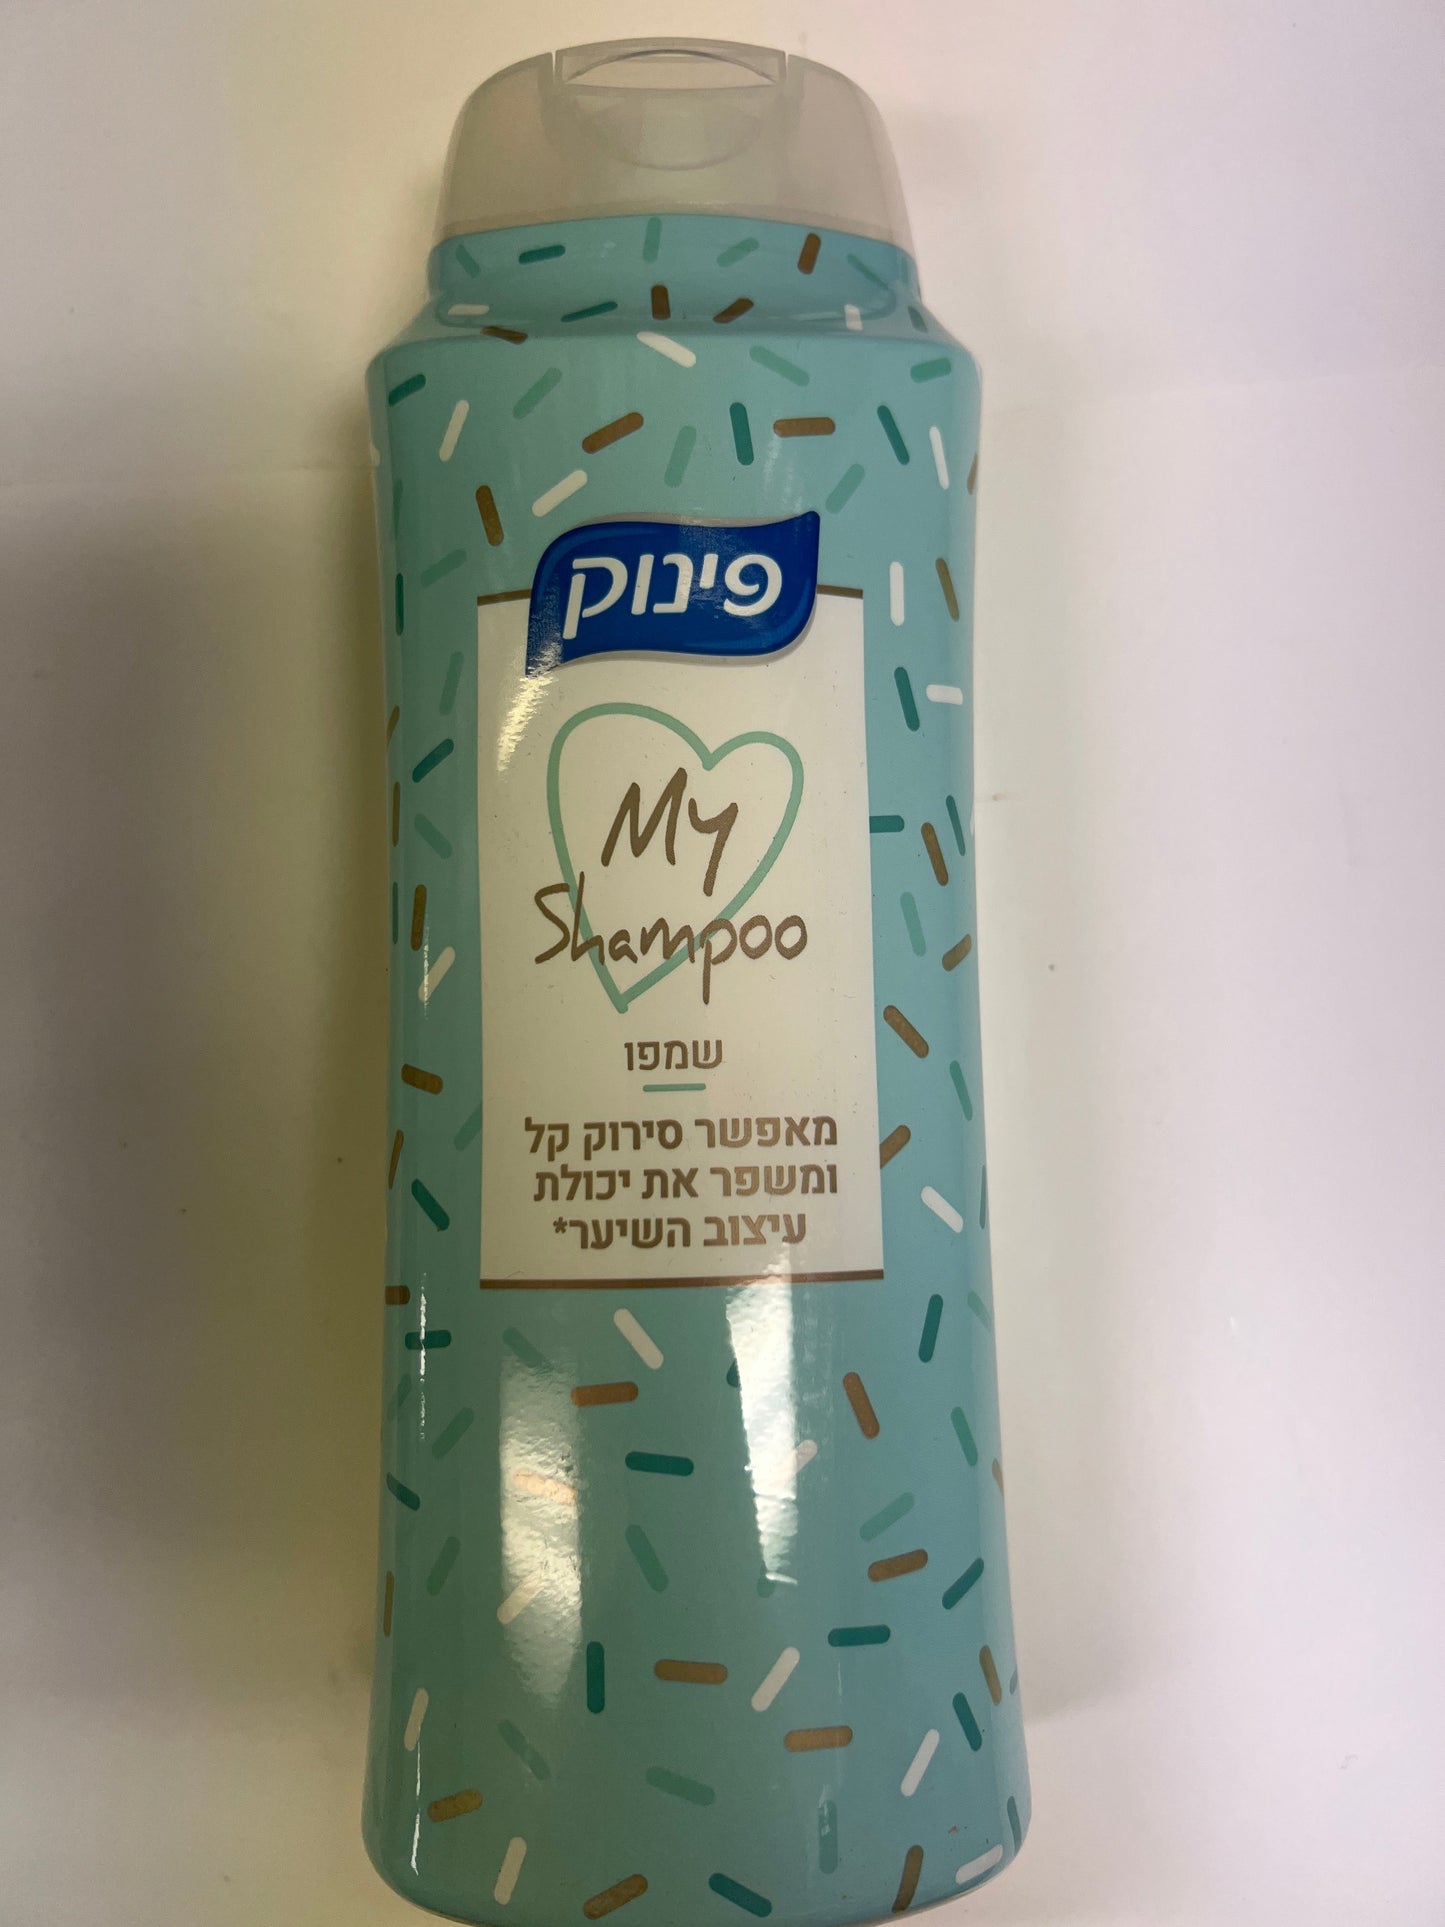 פינוק
My
Shampoo
שמפו
מאפשר סירוק קל
ומשפר את יכולת
עיצוב השיער*